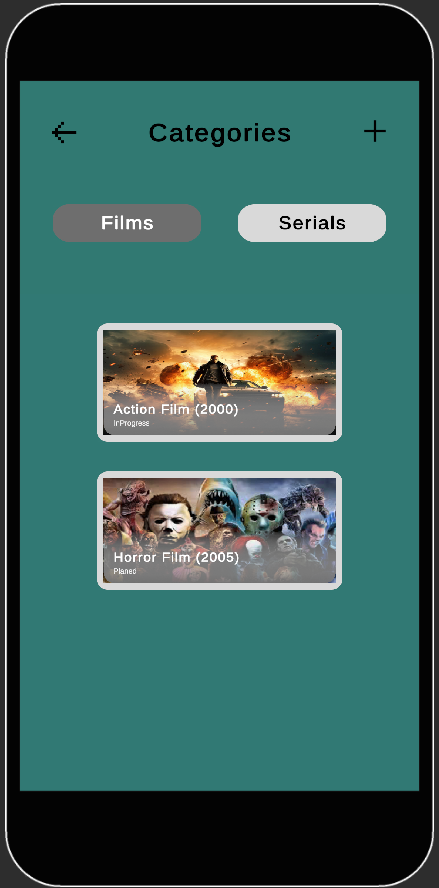 Categories
Films
Serials
Action Film (2000)
InProgress
Horror Film (2005)
Planed